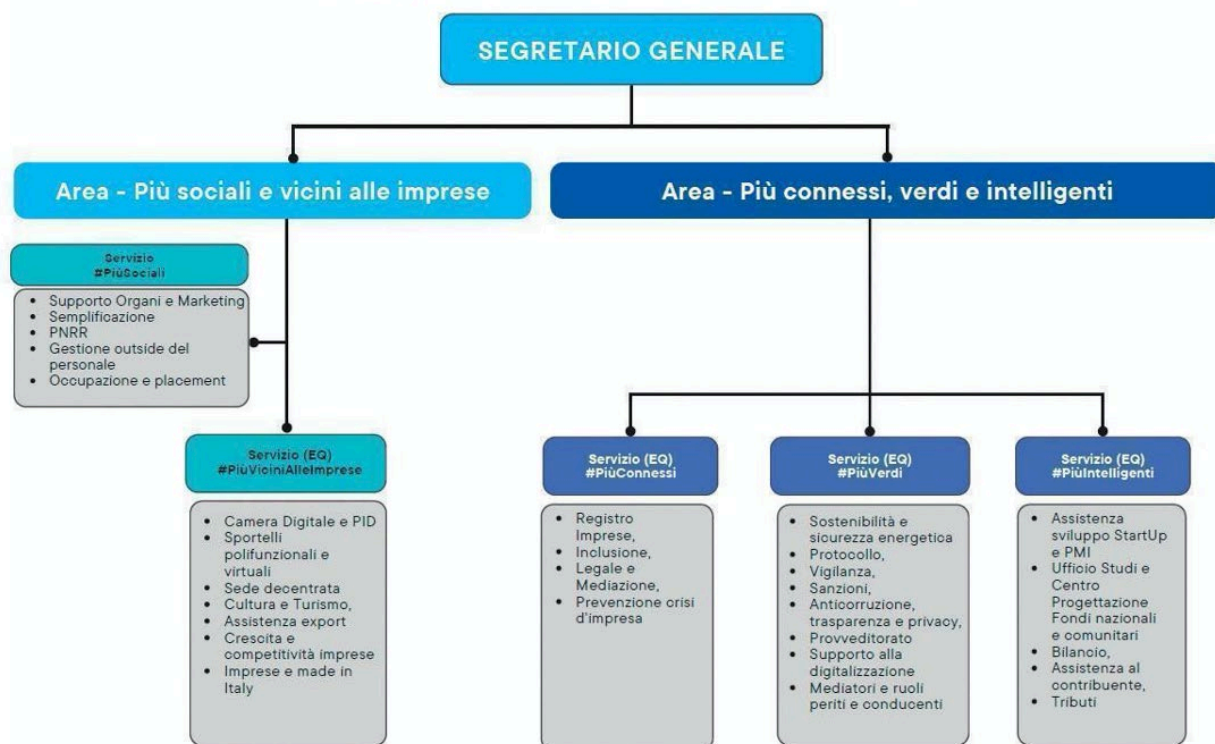 SEGRETARIO GENERALE
Area - Più sociali e vicini alle imprese
Area - Più connessi, verdi e intelligenti
Servizio
#PiùSociali
• Supporto Organi e Marketing
• Semplificazione
• PNRR
• Gestione outside del
personale
• Occupazione e placement
Servizio (EQ)
#PiùViciniAlleImprese
• Camera Digitale e PID
• Sportelli
polifunzionali e
virtuali
• Sede decentrata
• Cultura e Turismo,
• Assistenza export
• Crescita e
competitività imprese
• Imprese e made in
Italy
Servizio (EQ)
#PiùConnessi
• Registro
Imprese,
• Inclusione,
• Legale e
Mediazione,
• Prevenzione crisi
d'impresa
Servizio (EQ)
#PiùVerdi
• Sostenibilità e
sicurezza energetica
• Protocollo,
• Vigilanza,
• Sanzioni,
• Anticorruzione,
trasparenza e privacy,
• Provveditorato
• Supporto alla
digitalizzazione
• Mediatori e ruoli
periti e conducenti
Servizio (EQ)
#PiùIntelligenti
• Assistenza
sviluppo StartUp
e PMI
• Ufficio Studi e
Centro
Progettazione
Fondi nazionali
e comunitari
• Bilancio,
• Assistenza al
contribuente,
• Tributi